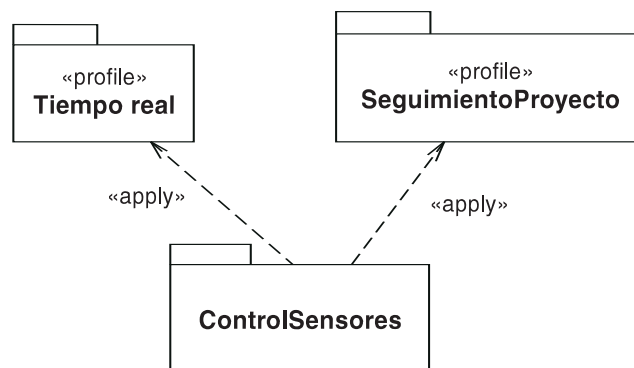 «profile»
Tiempo real
«profile»
SeguimientoProyecto
«apply»
«apply»
ControlSensores